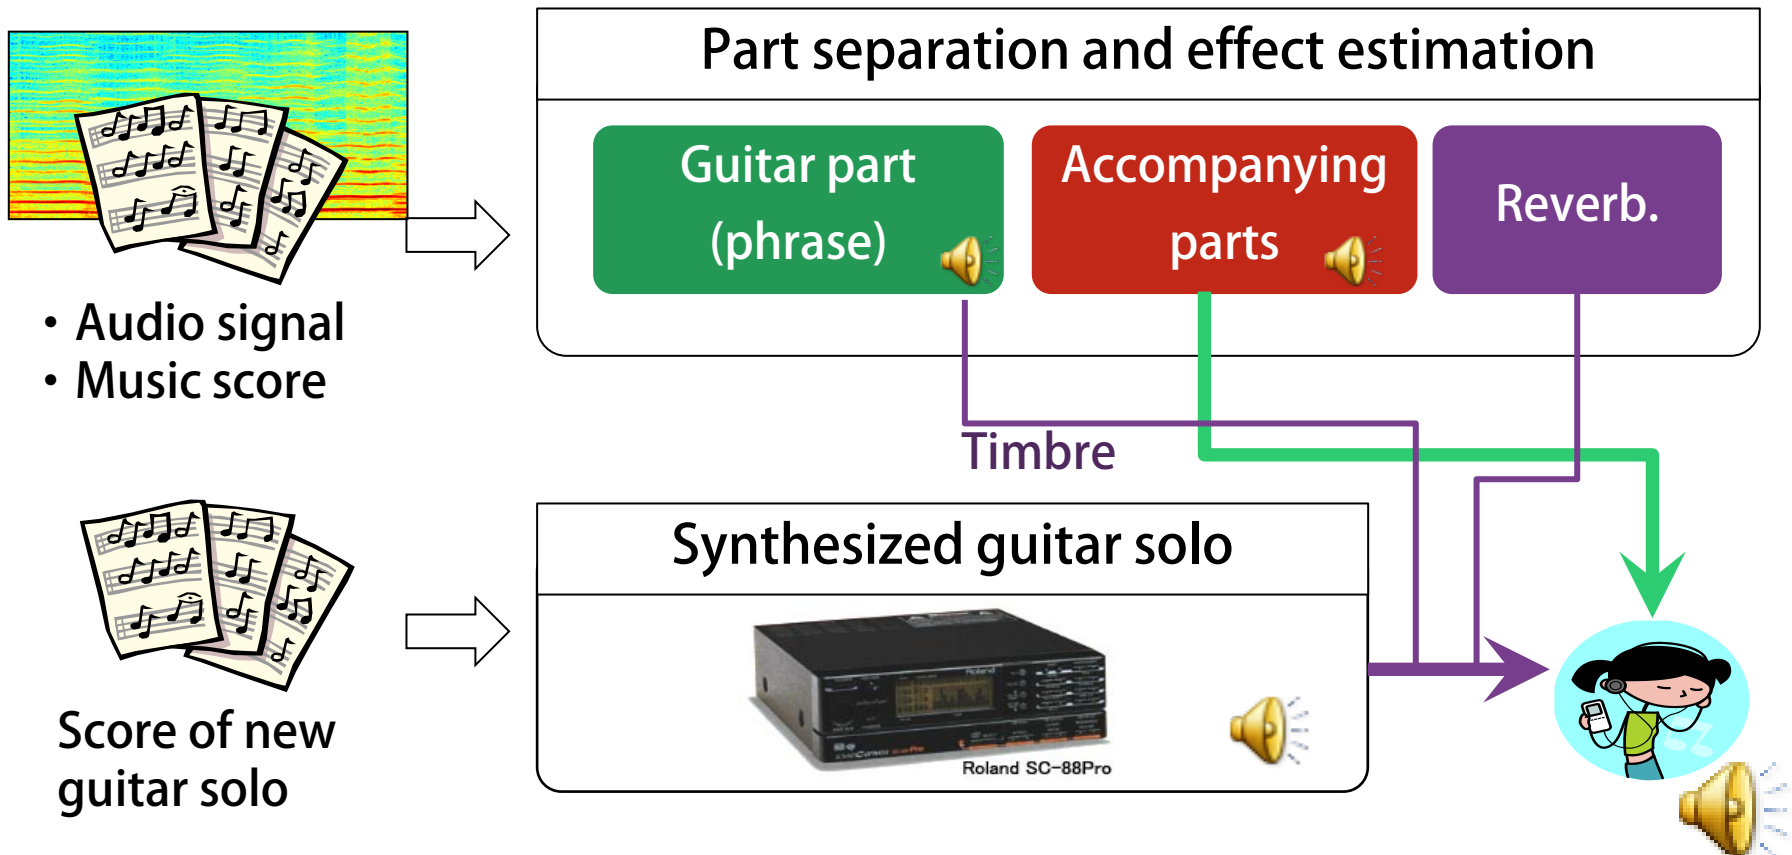 Part separation and effect estimation
Guitar part
(phrase)
Accompanying
parts
Reverb.
・Audio signal
・Music score
Timbre
Synthesized guitar solo
Roland
Roland SC-88Pro
Score of new
guitar solo